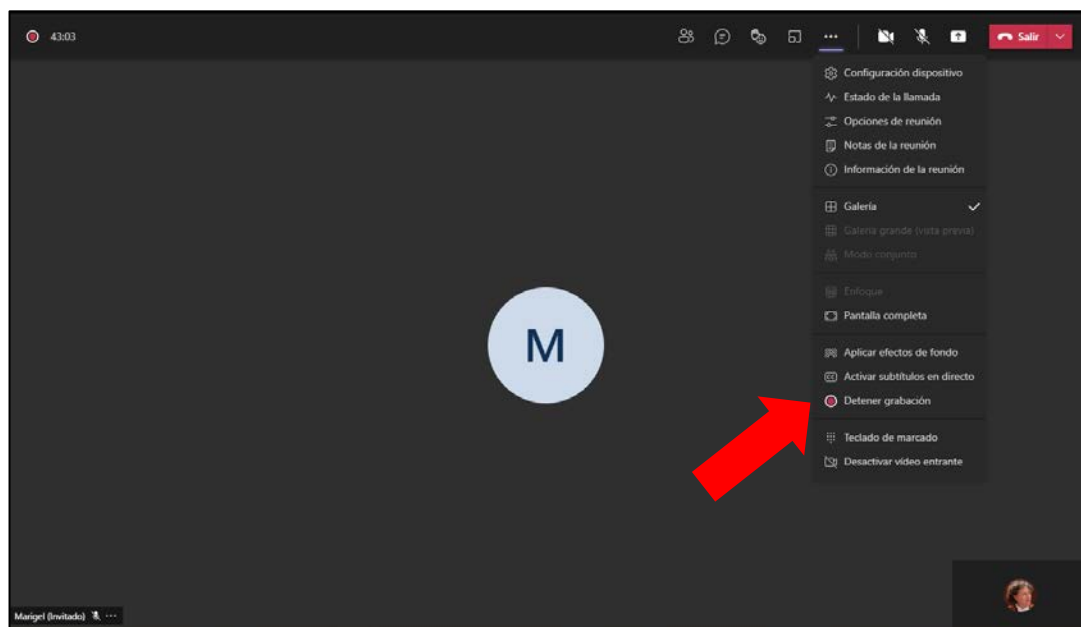 43:03
Salir
Configuración dispositivo
Estado de la llamada
Opciones de reunión
Notas de la reunión
Información de la reunión
Galería
Galería grande (vista previa)
Modo conjunto
Enfoque
Pantalla completa
Aplicar efectos de fondo
CC Activar subtítulos en directo
Detener grabación
Teclado de marcado
Desactivar vídeo entrante
M
Marigel (Invitado)